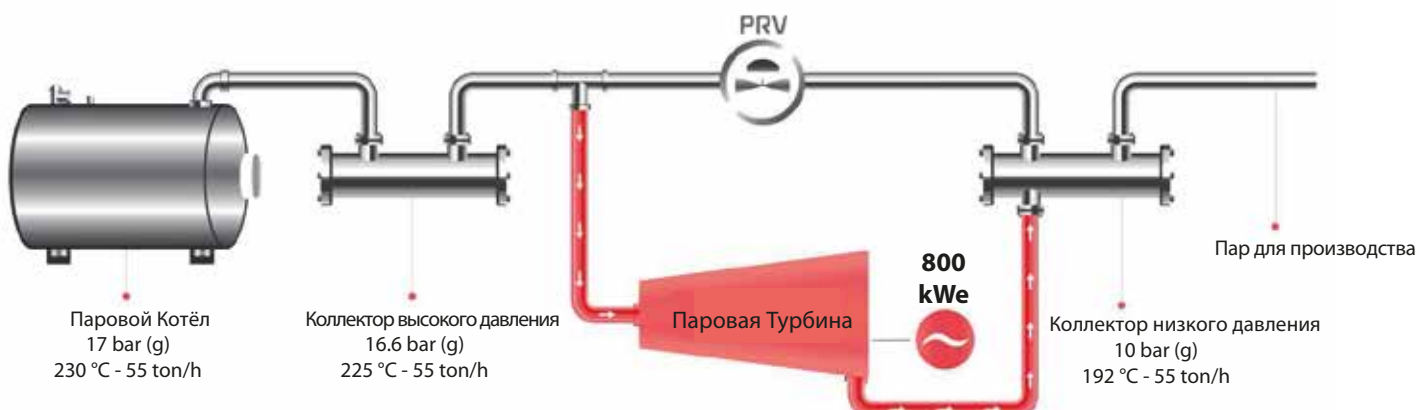 PRV
800
kWe
Паровая Турбина
Пар для производства
Паровой Котёл
17 bar (g)
230 °C - 55 ton/h
Коллектор высокого давления
16.6 bar (g)
225 °C - 55 ton/h
Коллектор низкого давления
10 bar (g)
192 °C - 55 ton/h